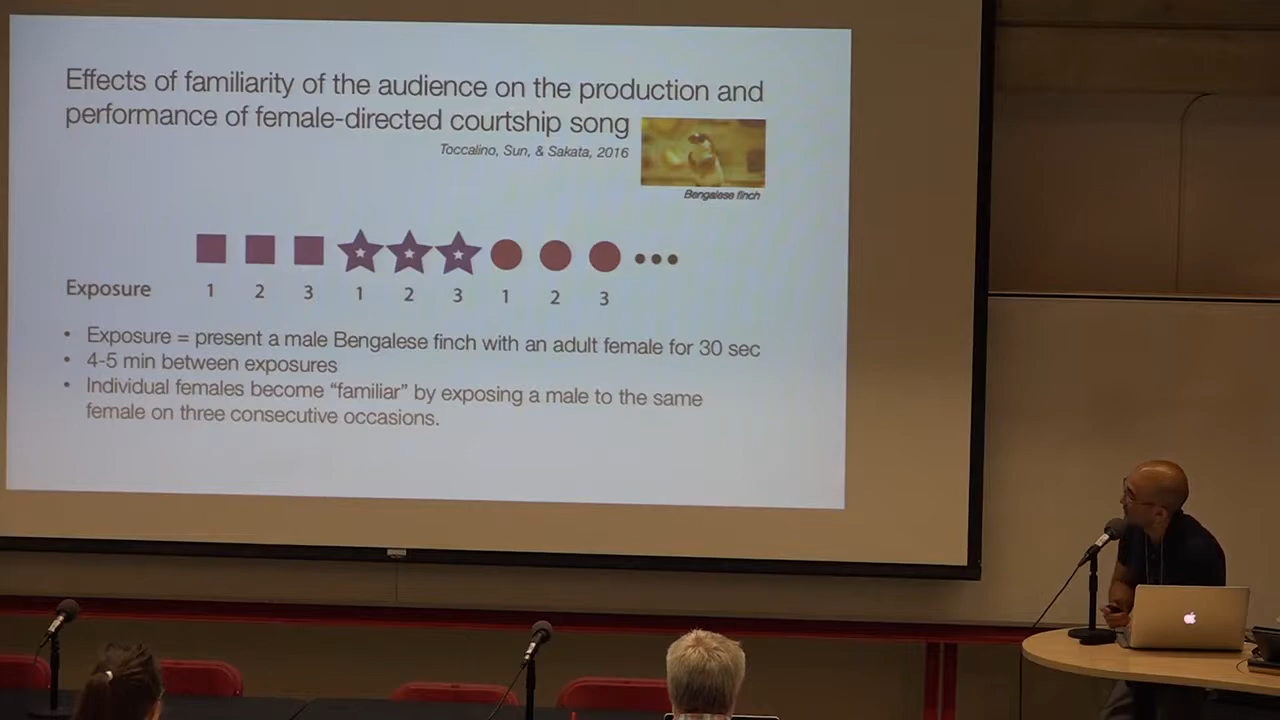 Effects of familiarity of the audience on the production and
performance of female-directed courtship song
Toccalino, Sun, & Sakata, 2016
Bengalese finch
Exposure 1 2 3 1 2 3 1 2 3
• Exposure = present a male Bengalese finch with an adult female for 30 sec
• 4-5 min between exposures
• Individual females become “familiar” by exposing a male to the same
female on three consecutive occasions.